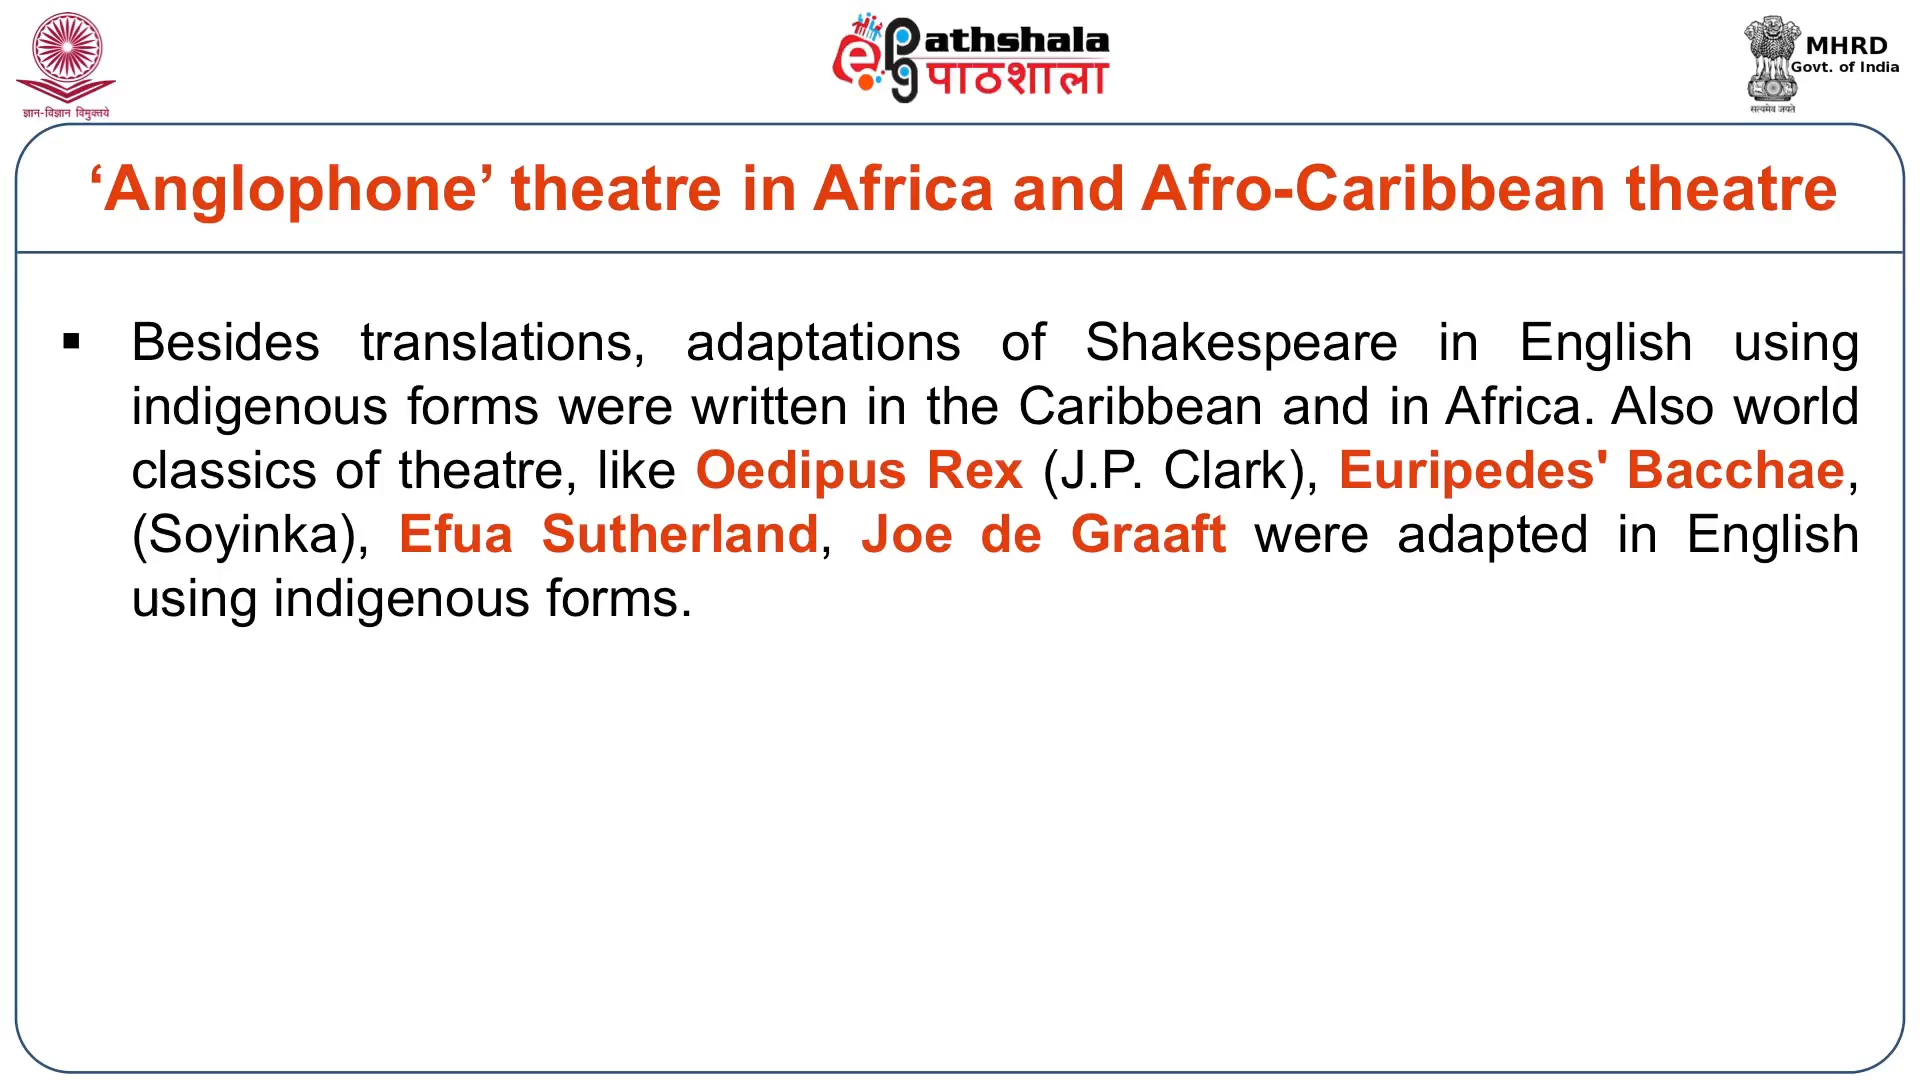 ज्ञान-विज्ञान विमुक्तये
ePathshala
पाठशाला
MHRD
Govt. of India
सत्यमेव जयते
‘Anglophone’ theatre in Africa and Afro-Caribbean theatre
▪ Besides translations, adaptations of Shakespeare in English using
indigenous forms were written in the Caribbean and in Africa. Also world
classics of theatre, like Oedipus Rex (J.P. Clark), Euripedes' Bacchae,
(Soyinka), Efua Sutherland, Joe de Graaft were adapted in English
using indigenous forms.